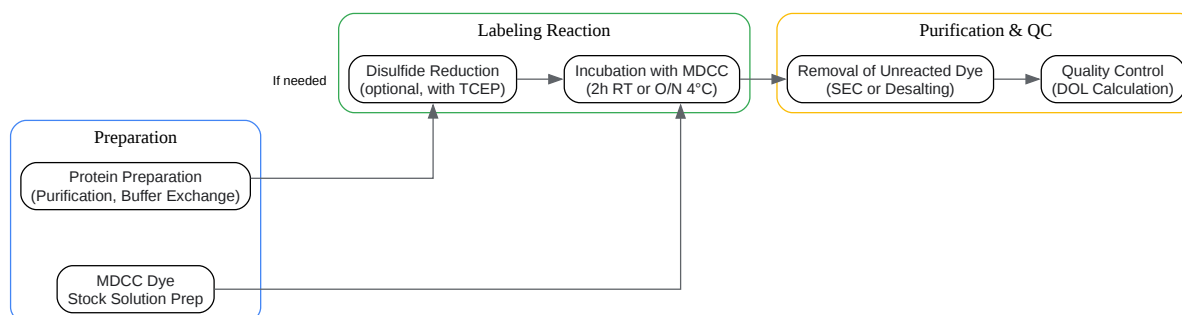 Labeling Reaction
Purification & QC
If needed
Disulfide Reduction
(optional, with TCEP)
Incubation with MDCC
(2h RT or O/N 4°C)
Removal of Unreacted Dye
(SEC or Desalting)
Quality Control
(DOL Calculation)
Preparation
Protein Preparation
(Purification, Buffer Exchange)
MDCC Dye
Stock Solution Prep